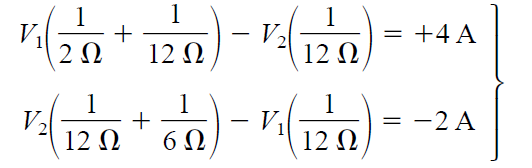 V₁(1/2 Ω + 1/12 Ω) − V₂(1/12 Ω) = +4 A
V₂(1/12 Ω + 1/6 Ω) − V₁(1/12 Ω) = −2 A